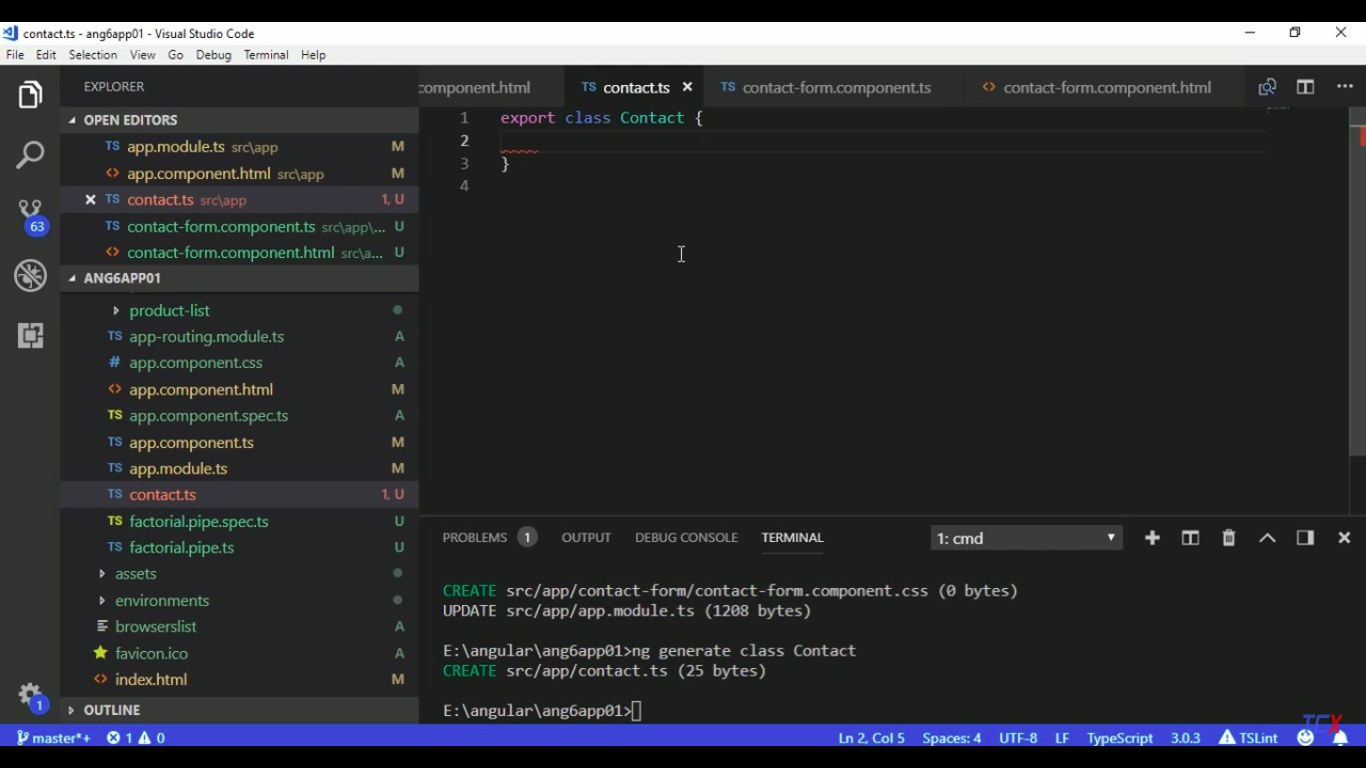 contact.ts - ang6app01 - Visual Studio Code
File Edit Selection View Go Debug Terminal Help
EXPLORER
component.html
TS contact.ts
TS contact-form.component.ts
<> contact-form.component.html
OPEN EDITORS
TS app.module.ts src\app M
<> app.component.html src\app M
TS contact.ts src\app 1, U
TS contact-form.component.ts src\app\... U
<> contact-form.component.html src\a... U
63
ANG6APP01
product-list
TS app-routing.module.ts A
# app.component.css A
<> app.component.html M
TS app.component.spec.ts A
TS app.component.ts M
TS app.module.ts M
TS contact.ts 1, U
TS factorial.pipe.spec.ts U
TS factorial.pipe.ts U
assets
environments
browserslist A
favicon.ico A
<> index.html M
1
OUTLINE
1 export class Contact {
2
3 }
4
PROBLEMS 1 OUTPUT DEBUG CONSOLE TERMINAL 1: cmd
CREATE src/app/contact-form/contact-form.component.css (0 bytes)
UPDATE src/app/app.module.ts (1208 bytes)
E:\angular\ang6app01>ng generate class Contact
CREATE src/app/contact.ts (25 bytes)
E:\angular\ang6app01>
TCX
master*+ 1 0 Ln 2, Col 5 Spaces: 4 UTF-8 LF TypeScript 3.0.3 TSLint